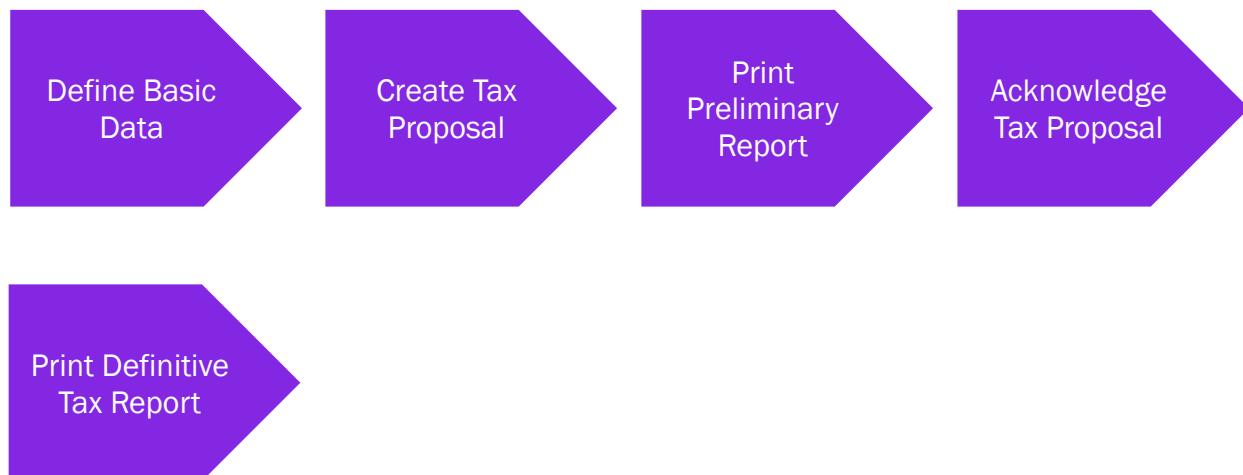 Define Basic
Data
Create Tax
Proposal
Print
Preliminary
Report
Acknowledge
Tax Proposal
Print Definitive
Tax Report